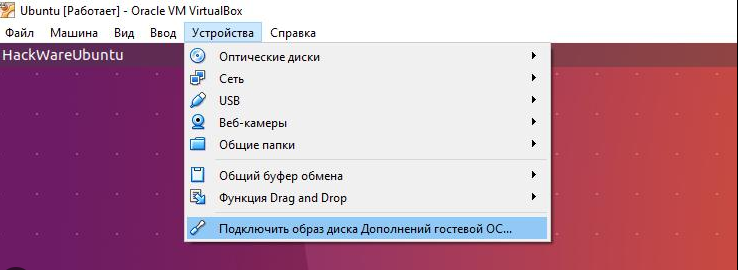 Ubuntu [Работает] - Oracle VM VirtualBox
Файл Машина Вид Ввод Устройства Справка
HackWareUbuntu
Оптические диски
Сеть
USB
Веб-камеры
Общие папки
Общий буфер обмена
Функция Drag and Drop
Подключить образ диска Дополнений гостевой ОС...